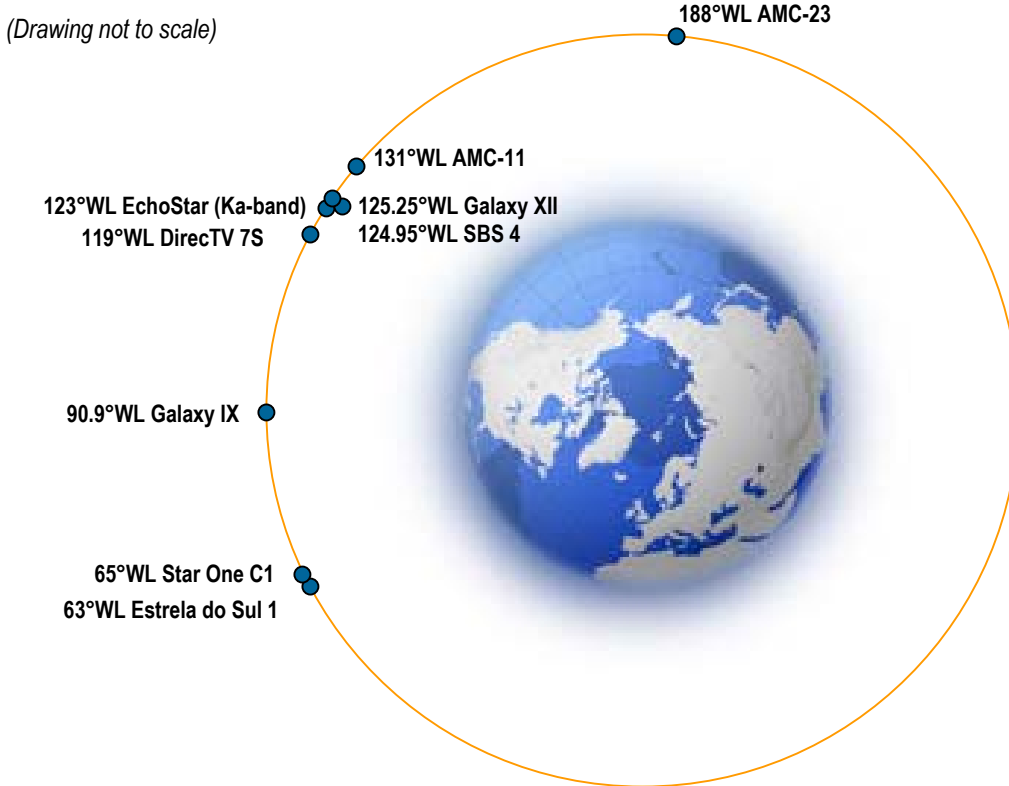 188°WL AMC-23
(Drawing not to scale)
131°WL AMC-11
123°WL EchoStar (Ka-band)
125.25°WL Galaxy XII
119°WL DirecTV 7S
124.95°WL SBS 4
90.9°WL Galaxy IX
65°WL Star One C1
63°WL Estrela do Sul 1